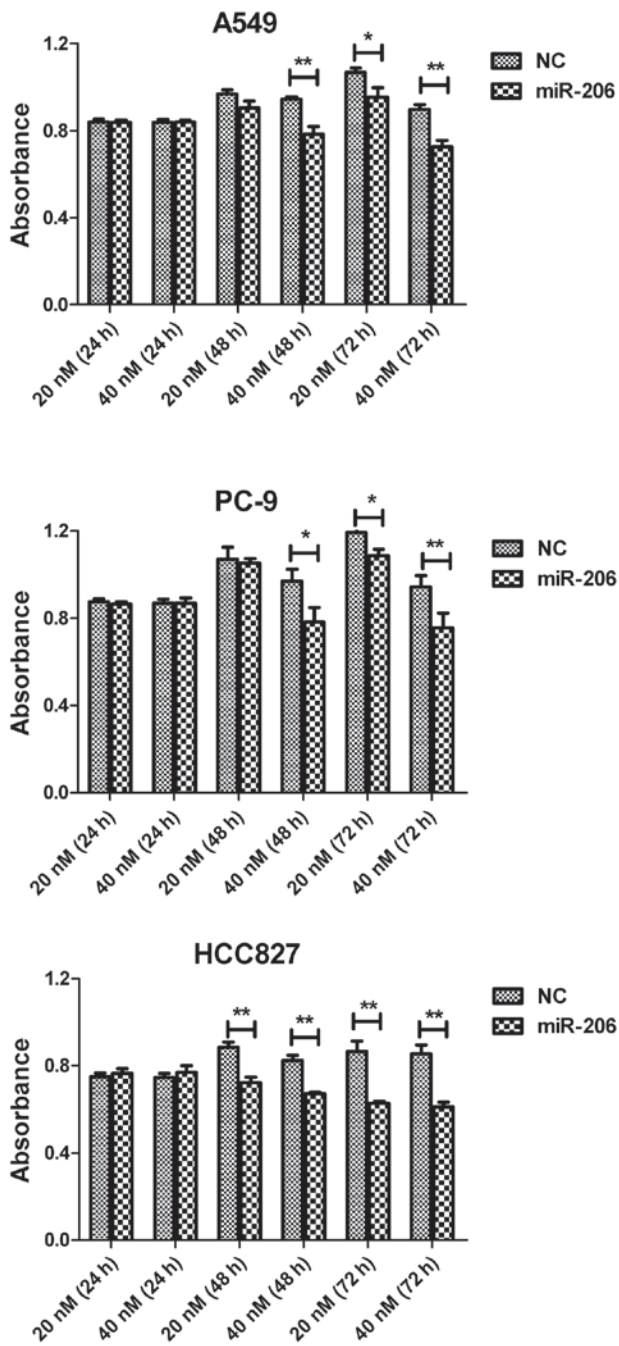 A549
1.2
0.8
0.4
0.0
Absorbance
** * **
NC
miR-206
20 nM (24 h)
40 nM (24 h)
20 nM (48 h)
40 nM (48 h)
20 nM (72 h)
40 nM (72 h)
PC-9
1.2
0.8
0.4
0.0
Absorbance
* * **
NC
miR-206
20 nM (24 h)
40 nM (24 h)
20 nM (48 h)
40 nM (48 h)
20 nM (72 h)
40 nM (72 h)
HCC827
1.2
0.8
0.4
0.0
Absorbance
** ** ** **
NC
miR-206
20 nM (24 h)
40 nM (24 h)
20 nM (48 h)
40 nM (48 h)
20 nM (72 h)
40 nM (72 h)